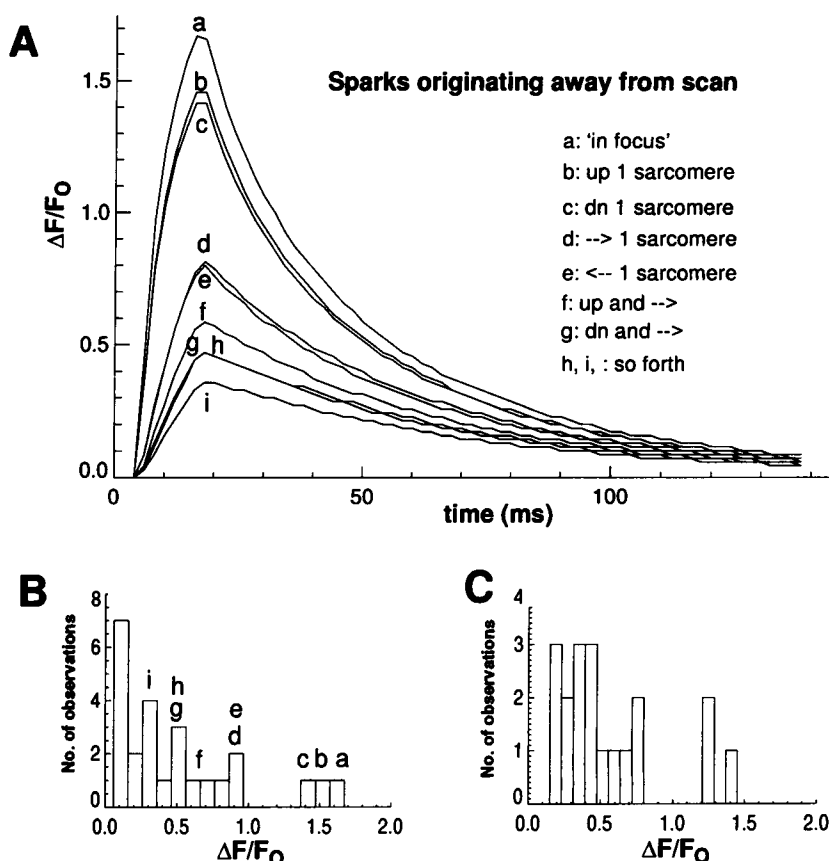 A
Sparks originating away from scan
a: 'in focus'
b: up 1 sarcomere
c: dn 1 sarcomere
d: --> 1 sarcomere
e: <-- 1 sarcomere
f: up and -->
g: dn and -->
h, i, : so forth
a
b
c
d
e
f
g h
i
1.5
1.0
0.5
0.0
ΔF/FO
0 50 100
time (ms)
B
No. of observations
8
6
4
2
0
i
h
g
f
e
d
c b a
0.0 0.5 1.0 1.5 2.0
ΔF/FO
C
No. of observations
4
3
2
1
0
0.0 0.5 1.0 1.5 2.0
ΔF/FO